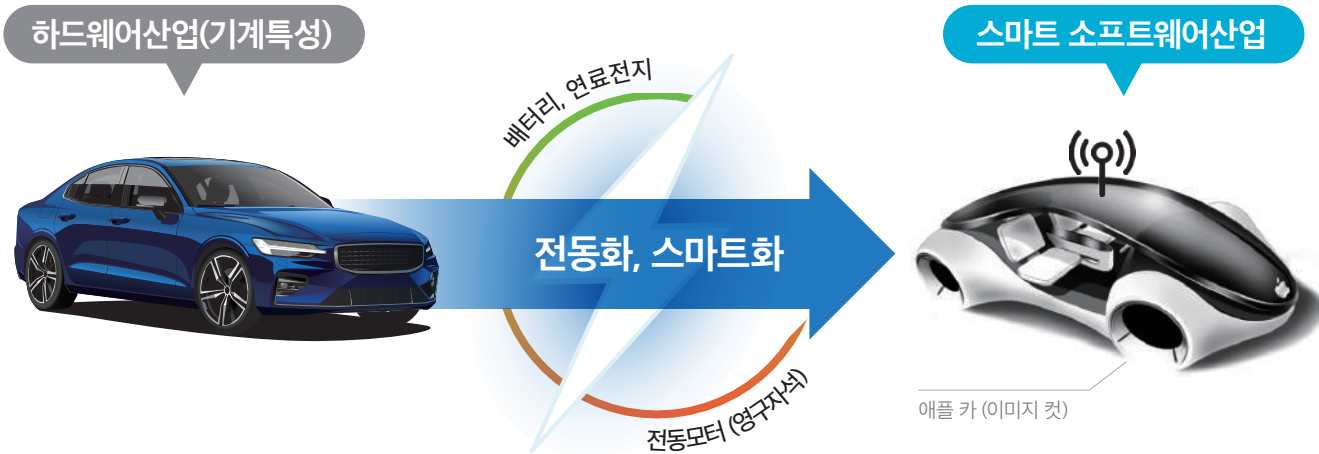 하드웨어산업(기계특성)
스마트 소프트웨어산업
배터리, 연료전지
전동화, 스마트화
전동모터 (영구자석)
애플 카 (이미지 컷)